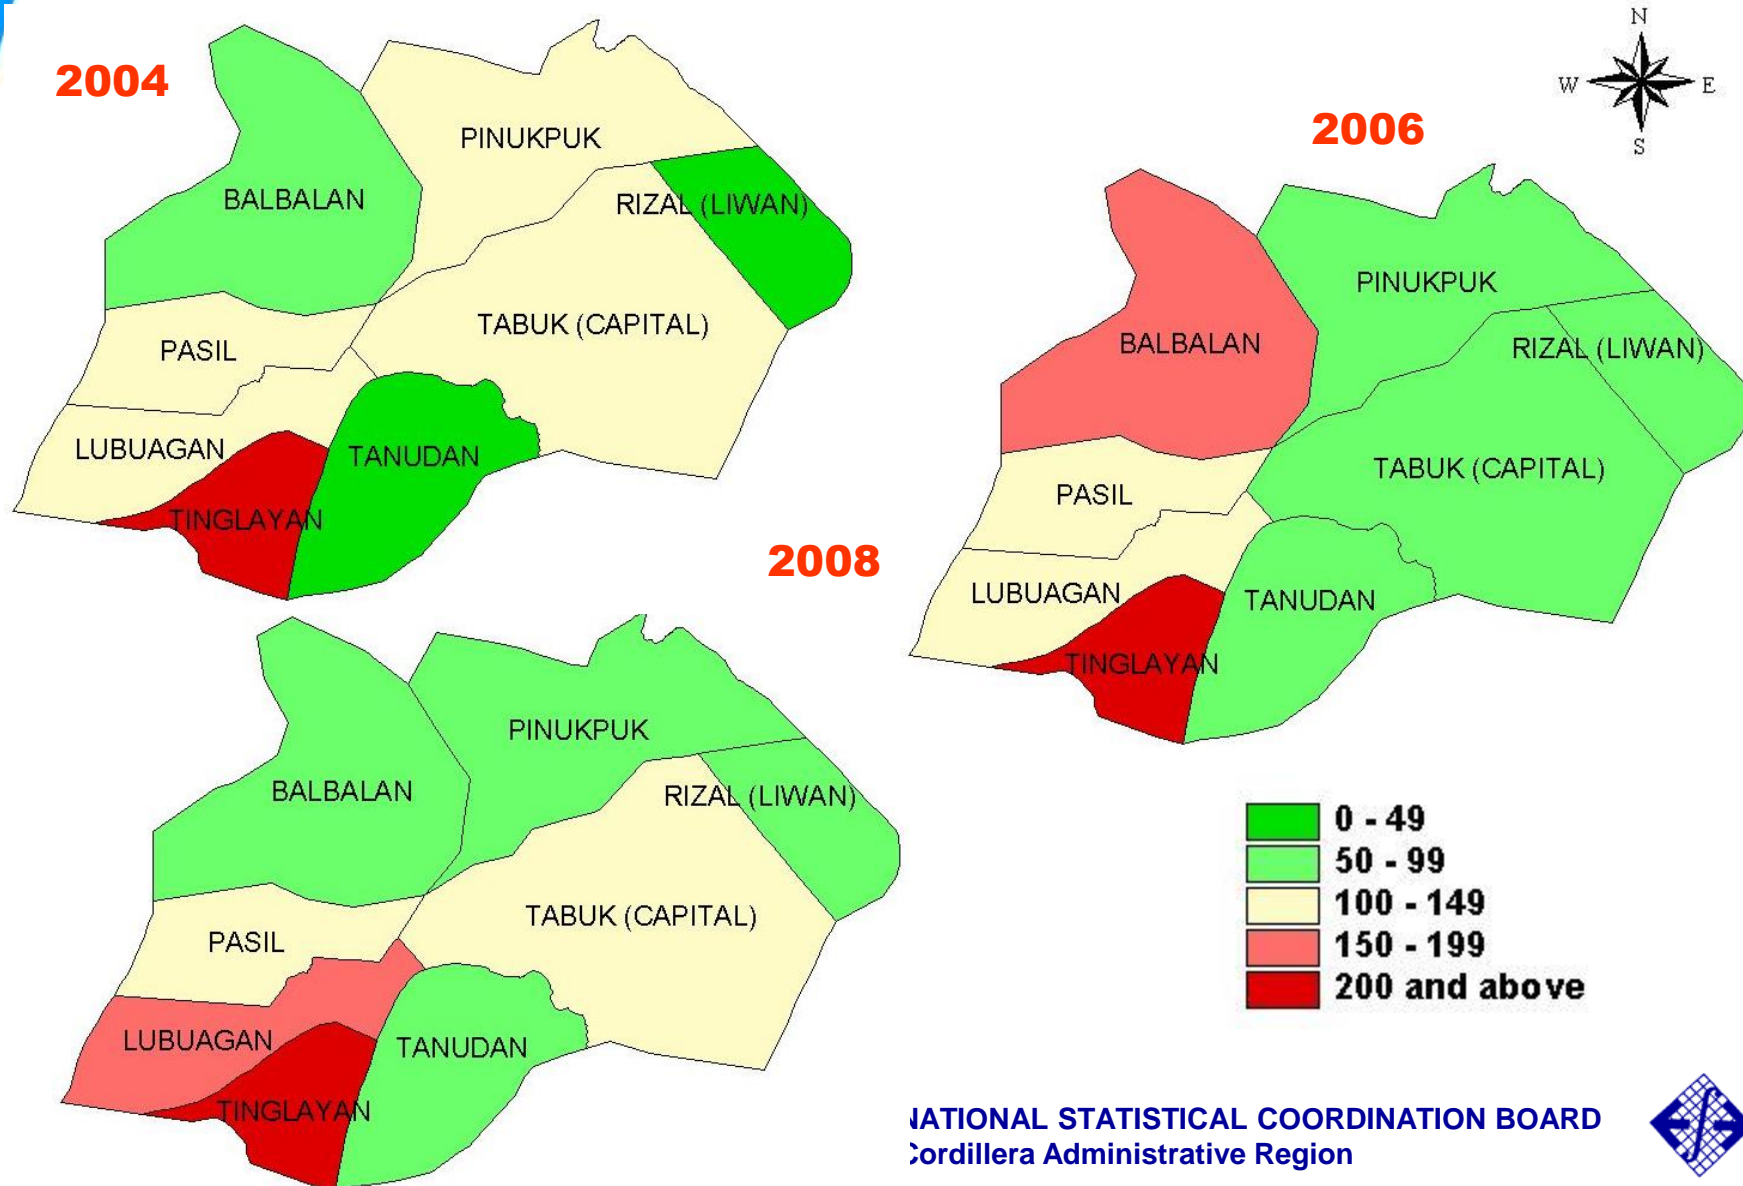 2004
PINUKPUK
BALBALAN
RIZAL (LIWAN)
TABUK (CAPITAL)
PASIL
LUBUAGAN
TANUDAN
TINGLAYAN
N
W E
S
2006
PINUKPUK
BALBALAN
RIZAL (LIWAN)
TABUK (CAPITAL)
PASIL
LUBUAGAN
TANUDAN
TINGLAYAN
2008
PINUKPUK
BALBALAN
RIZAL (LIWAN)
TABUK (CAPITAL)
PASIL
LUBUAGAN
TANUDAN
TINGLAYAN
0 - 49
50 - 99
100 - 149
150 - 199
200 and above
NATIONAL STATISTICAL COORDINATION BOARD
Cordillera Administrative Region